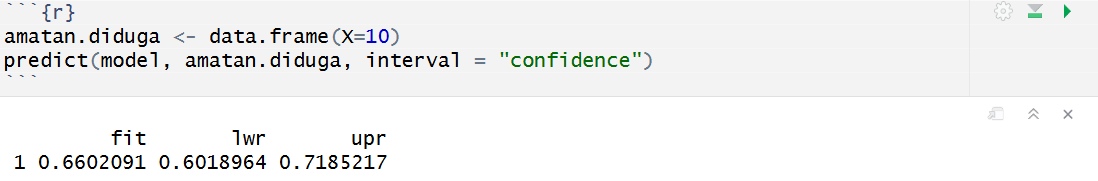 ```{r}
amatan.diduga <- data.frame(X=10)
predict(model, amatan.diduga, interval = "confidence")
```
fit lwr upr
1 0.6602091 0.6018964 0.7185217